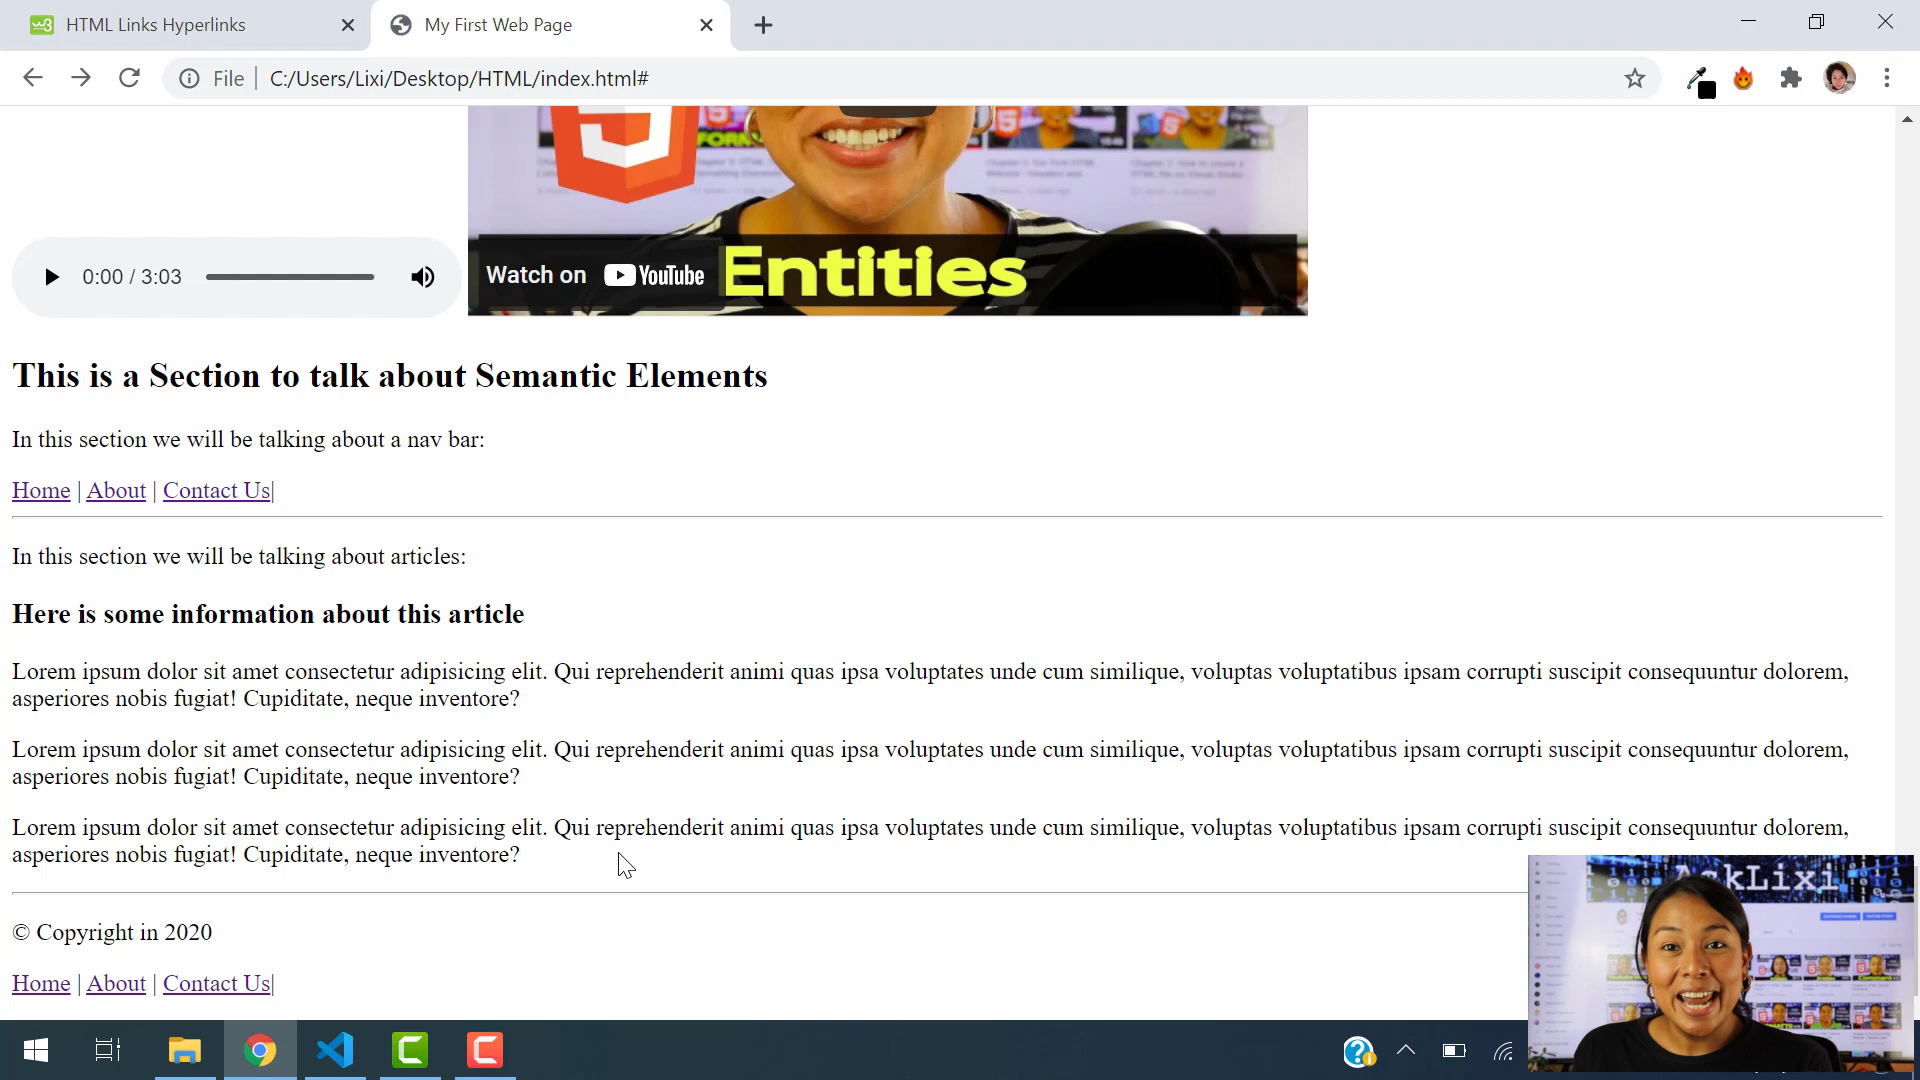 HTML Links Hyperlinks
My First Web Page
File
C:/Users/Lixi/Desktop/HTML/index.html#
0:00 / 3:03
Watch on YouTube
Entities
This is a Section to talk about Semantic Elements
In this section we will be talking about a nav bar:
Home | About | Contact Us|
In this section we will be talking about articles:
Here is some information about this article
Lorem ipsum dolor sit amet consectetur adipisicing elit. Qui reprehenderit animi quas ipsa voluptates unde cum similique, voluptas voluptatibus ipsam corrupti suscipit consequuntur dolorem,
asperiores nobis fugiat! Cupiditate, neque inventore?
Lorem ipsum dolor sit amet consectetur adipisicing elit. Qui reprehenderit animi quas ipsa voluptates unde cum similique, voluptas voluptatibus ipsam corrupti suscipit consequuntur dolorem,
asperiores nobis fugiat! Cupiditate, neque inventore?
Lorem ipsum dolor sit amet consectetur adipisicing elit. Qui reprehenderit animi quas ipsa voluptates unde cum similique, voluptas voluptatibus ipsam corrupti suscipit consequuntur dolorem,
asperiores nobis fugiat! Cupiditate, neque inventore?
© Copyright in 2020
Home | About | Contact Us|